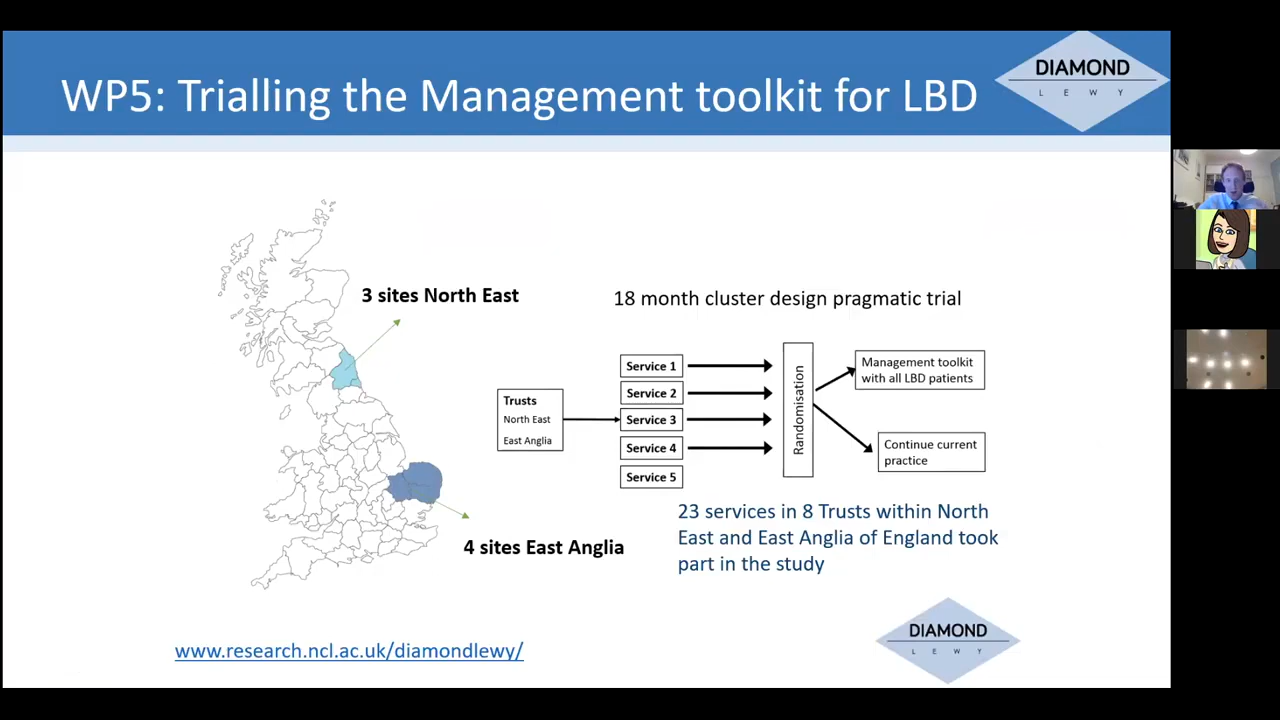 WP5: Trialling the Management toolkit for LBD
DIAMOND
L E W Y
3 sites North East
4 sites East Anglia
18 month cluster design pragmatic trial
Trusts
North East
East Anglia
Service 1
Service 2
Service 3
Service 4
Service 5
Randomisation
Management toolkit
with all LBD patients
Continue current
practice
23 services in 8 Trusts within North
East and East Anglia of England took
part in the study
www.research.ncl.ac.uk/diamondlewy/
DIAMOND
L E W Y